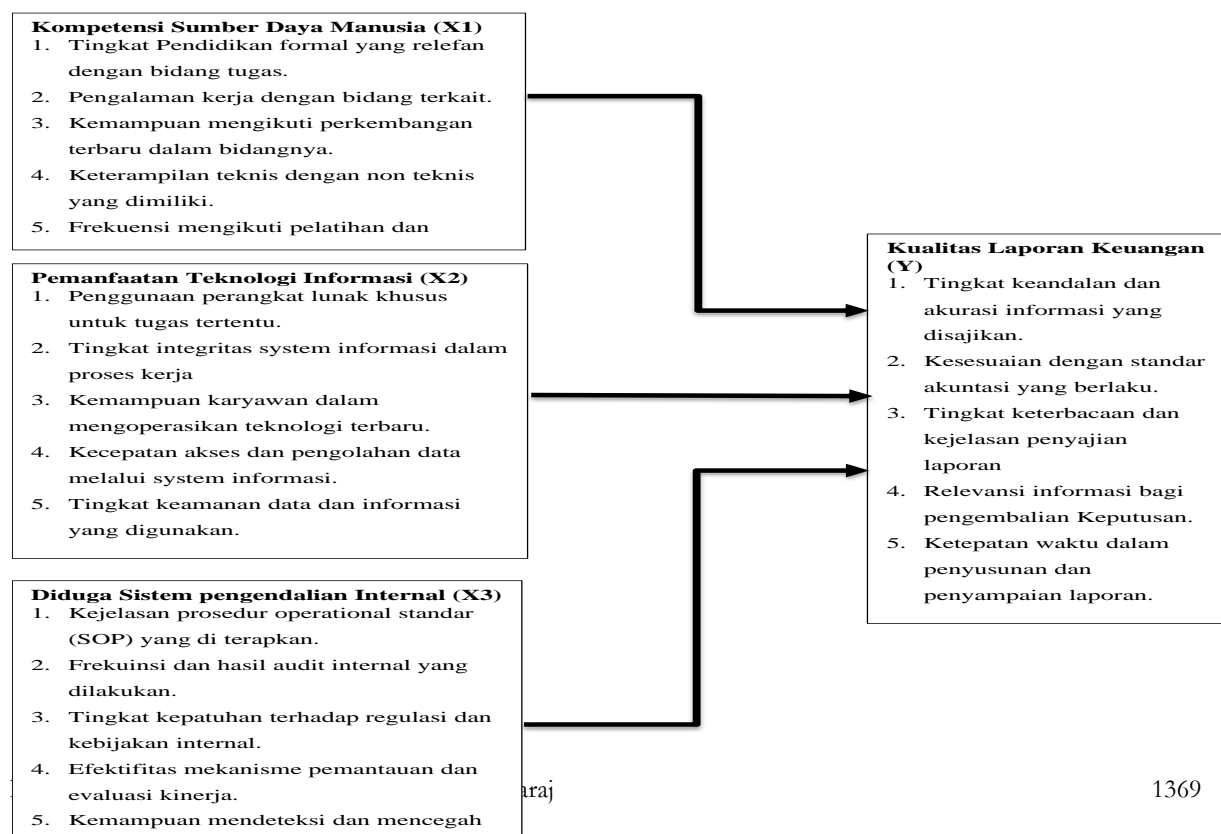 Kompetensi Sumber Daya Manusia (X1)
1. Tingkat Pendidikan formal yang relefan
dengan bidang tugas.
2. Pengalaman kerja dengan bidang terkait.
3. Kemampuan mengikuti perkembangan
terbaru dalam bidangnya.
4. Keterampilan teknis dengan non teknis
yang dimiliki.
5. Frekuensi mengikuti pelatihan dan
Pemanfaatan Teknologi Informasi (X2)
1. Penggunaan perangkat lunak khusus
untuk tugas tertentu.
2. Tingkat integritas system informasi dalam
proses kerja
3. Kemampuan karyawan dalam
mengoperasikan teknologi terbaru.
4. Kecepatan akses dan pengolahan data
melalui system informasi.
5. Tingkat keamanan data dan informasi
yang digunakan.
Diduga Sistem pengendalian Internal (X3)
1. Kejelasan prosedur operational standar
(SOP) yang di terapkan.
2. Frekuinsi dan hasil audit internal yang
dilakukan.
3. Tingkat kepatuhan terhadap regulasi dan
kebijakan internal.
4. Efektifitas mekanisme pemantauan dan
evaluasi kinerja.
5. Kemampuan mendeteksi dan mencegah
Kualitas Laporan Keuangan
(Y)
1. Tingkat keandalan dan
akurasi informasi yang
disajikan.
2. Kesesuaian dengan standar
akuntasi yang berlaku.
3. Tingkat keterbacaan dan
kejelasan penyajian
laporan
4. Relevansi informasi bagi
pengembalian Keputusan.
5. Ketepatan waktu dalam
penyusunan dan
penyampaian laporan.
1369